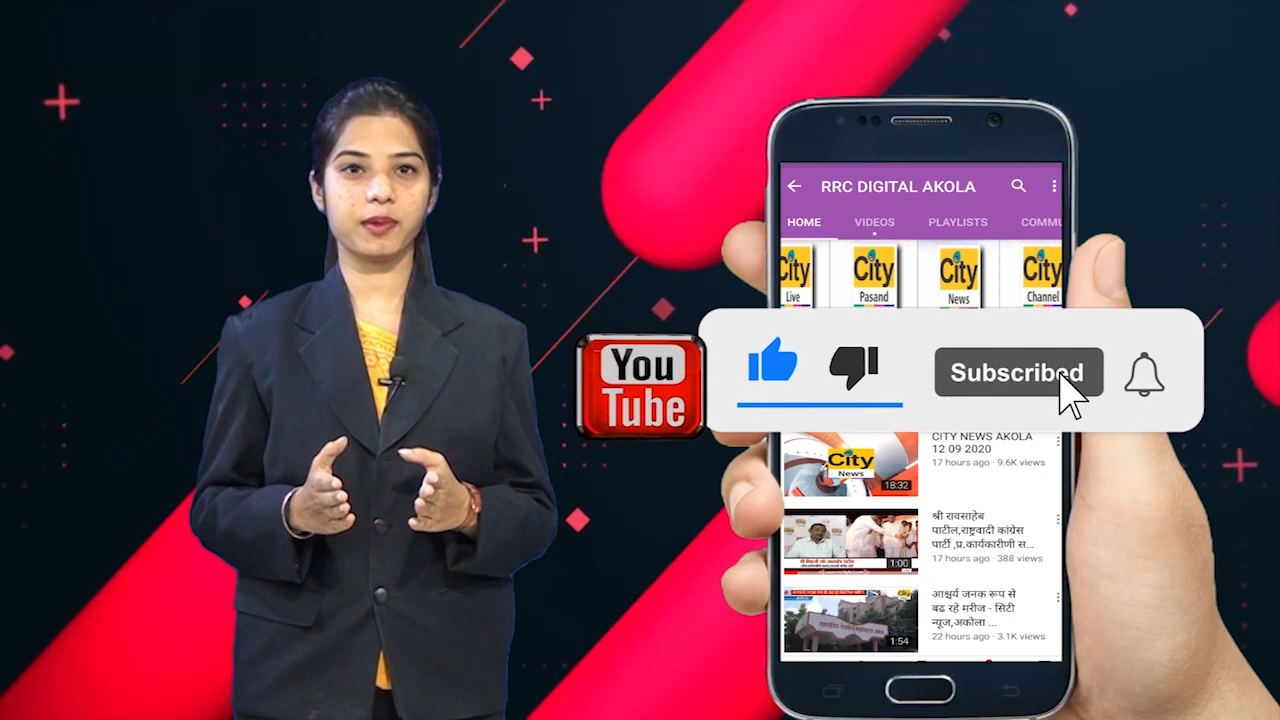 RRC DIGITAL AKOLA
HOME VIDEOS PLAYLISTS COMMU
City
Live
City
Pasand
City
News
City
Channel
You
Tube
Subscribed
City
News
18:32
CITY NEWS AKOLA
12 09 2020
17 hours ago · 9.6K views
1:00
श्री रावसाहेब
पाटील,राष्ट्रवादी कांग्रेस
पार्टी ,प्र.कार्यकारीणी स...
17 hours ago · 388 views
1:54
आश्चर्य जनक रूप से
बढ रहे मरीज - सिटी
न्यूज,अकोला ...
22 hours ago · 3.1K views